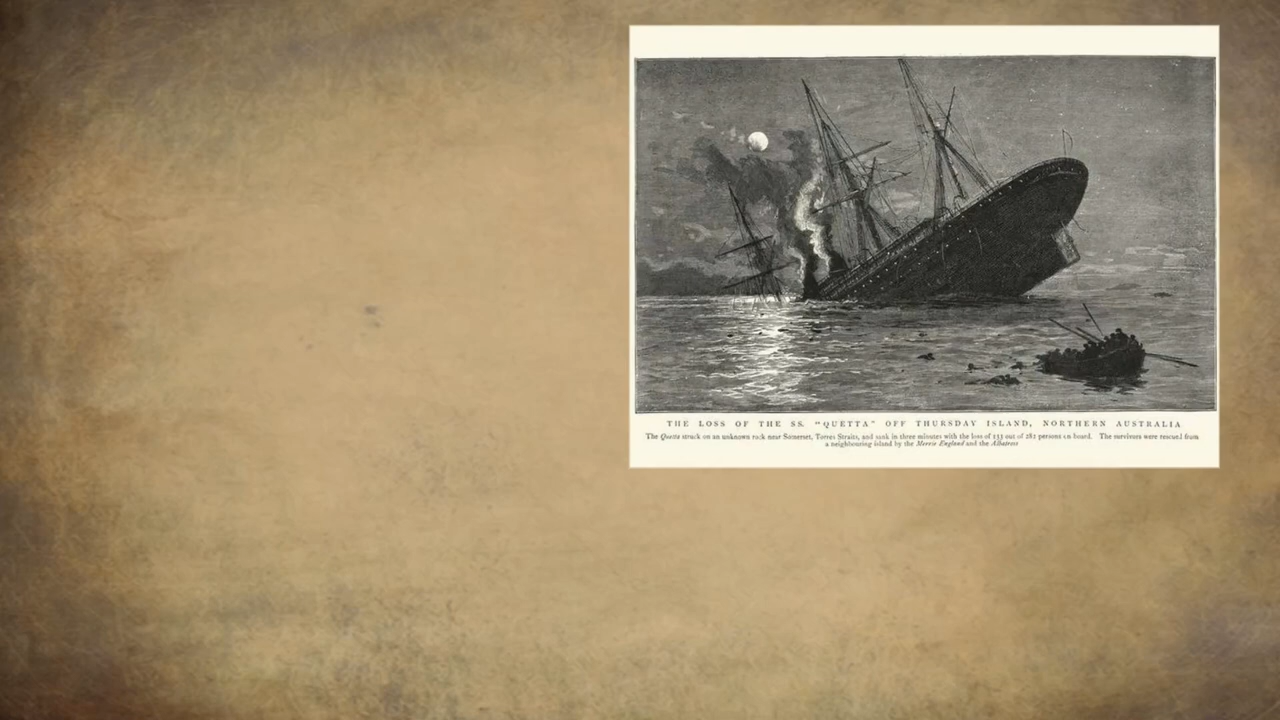 THE LOSS OF THE SS. "QUETTA" OFF THURSDAY ISLAND, NORTHERN AUSTRALIA
The Quetta struck on an unknown rock near Somerset, Torres Straits, and sank in three minutes with the loss of 133 out of 282 persons on board. The survivors were rescued from
a neighbouring island by the Merrie England and the Albatross